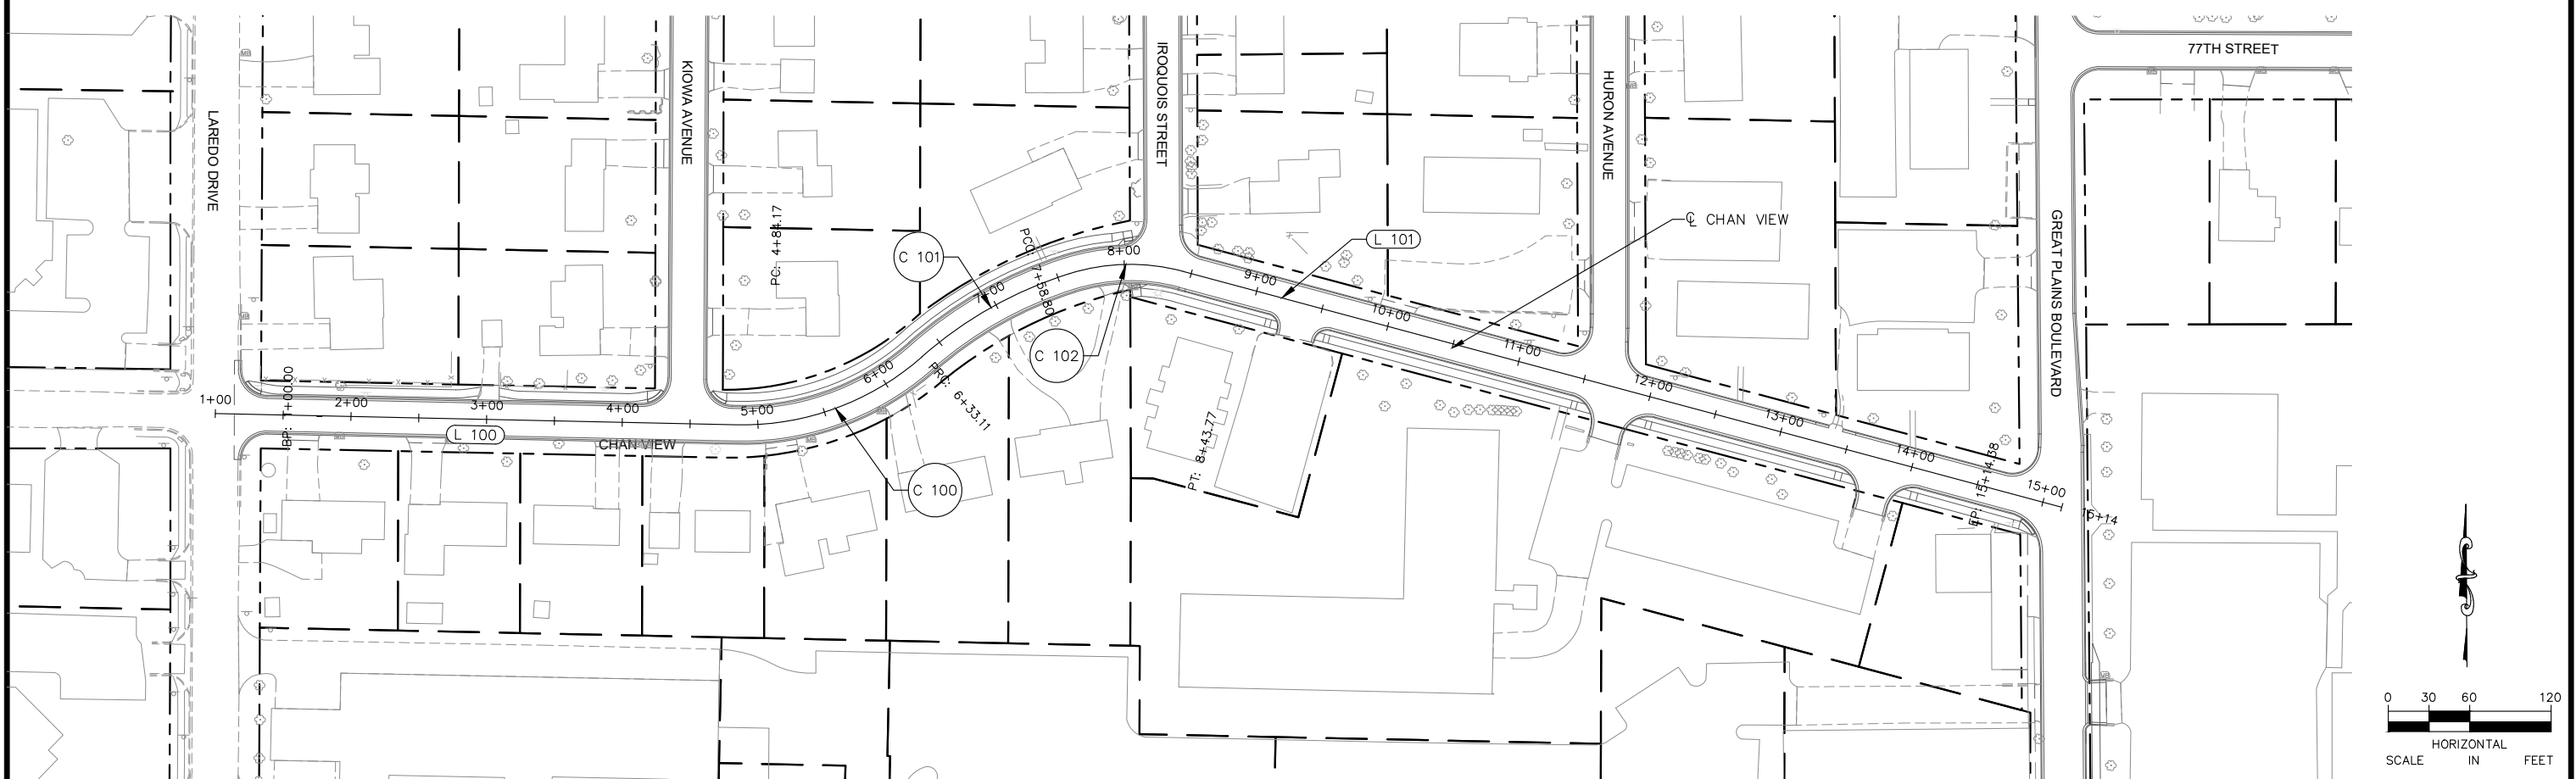 77TH STREET
KIOWA AVENUE
IROQUOIS STREET
HURON AVENUE
LAREDO DRIVE
GREAT PLAINS BOULEVARD
PC: 4+84.17
PCC: 7+58.80
C 101
L 101
℄ CHAN VIEW
8+00
9+00
7+00
10+00
11+00
C 102
6+00
PRC: 6+33.11
BP: 1+00.00
1+00
2+00
3+00
4+00
5+00
12+00
13+00
14+00
15+00
L 100
CHAN VIEW
C 100
PT: 8+43.77
EP: 15+14.38
15+14
0 30 60 120
HORIZONTAL
SCALE IN FEET